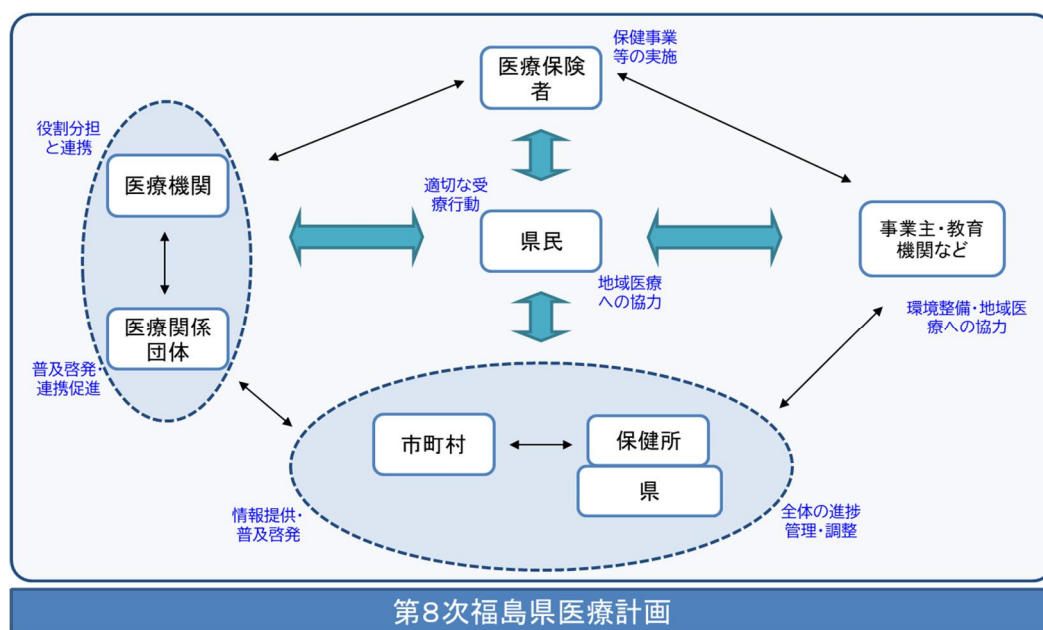 保健事業
等の実施
医療保険
者
役割分担
と連携
医療機関
適切な受
療行動
県民
事業主・教育
機関など
地域医療
への協力
環境整備・地域医
療への協力
医療関係
団体
普及啓発・
連携促進
市町村
保健所
県
情報提供・
普及啓発
全体の進捗
管理・調整
第8次福島県医療計画